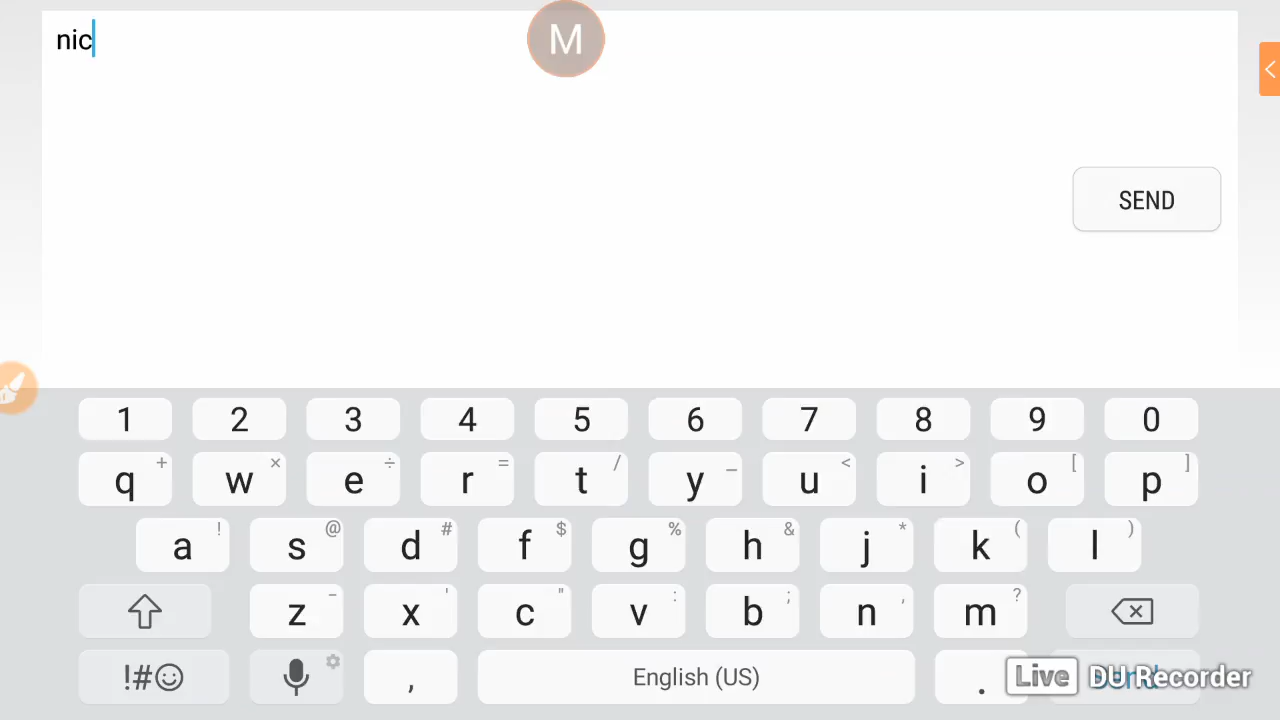 nic
M
SEND
1 2 3 4 5 6 7 8 9 0
q + w × e ÷ r = t / y _ u < i > o [ p ]
a ! s @ d # f $ g % h & j * k ( l )
z - x ' c " v : b ; n , m ?
!#☺ , English (US) . Live DU Recorder